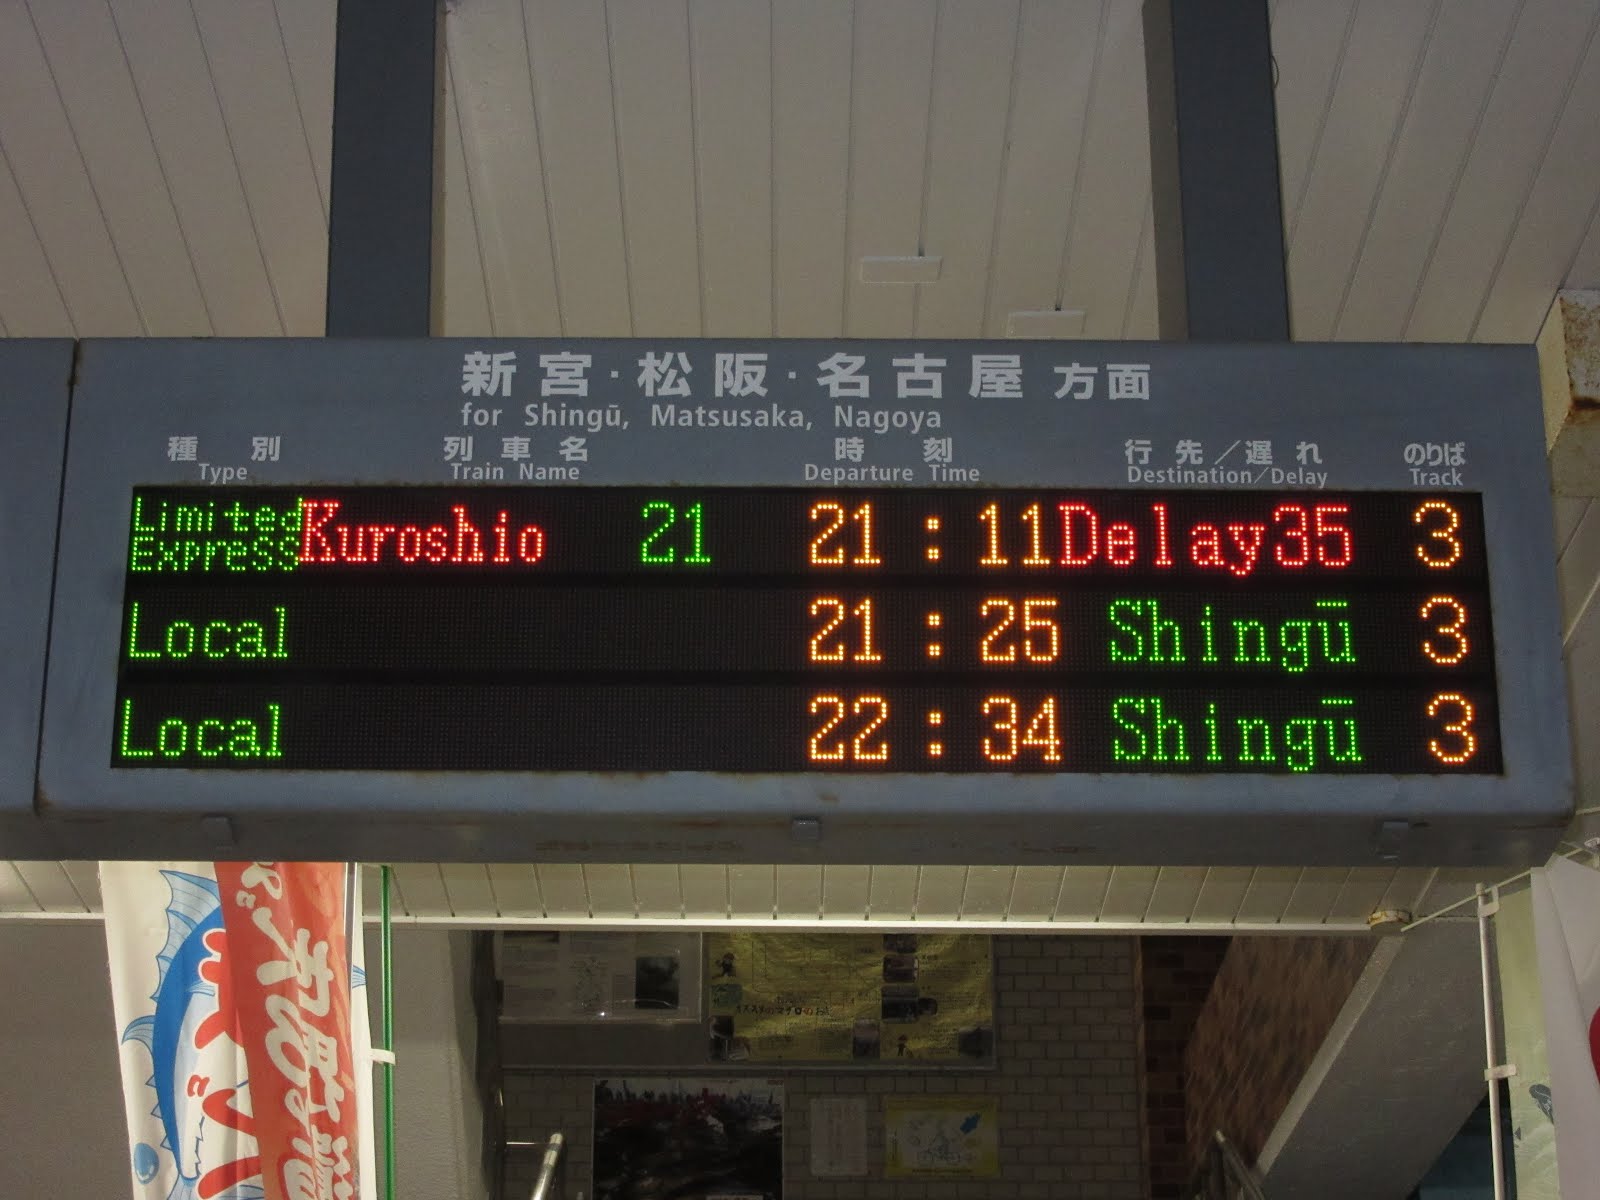 新宮・松阪・名古屋 方面
for Shingū, Matsusaka, Nagoya
種別 列車名 時刻 行先／遅れ のりば
Type Train Name Departure Time Destination/Delay Track
Limited Express Kuroshio 21 21:11 Delay35 3
Local 21:25 Shingū 3
Local 22:34 Shingū 3